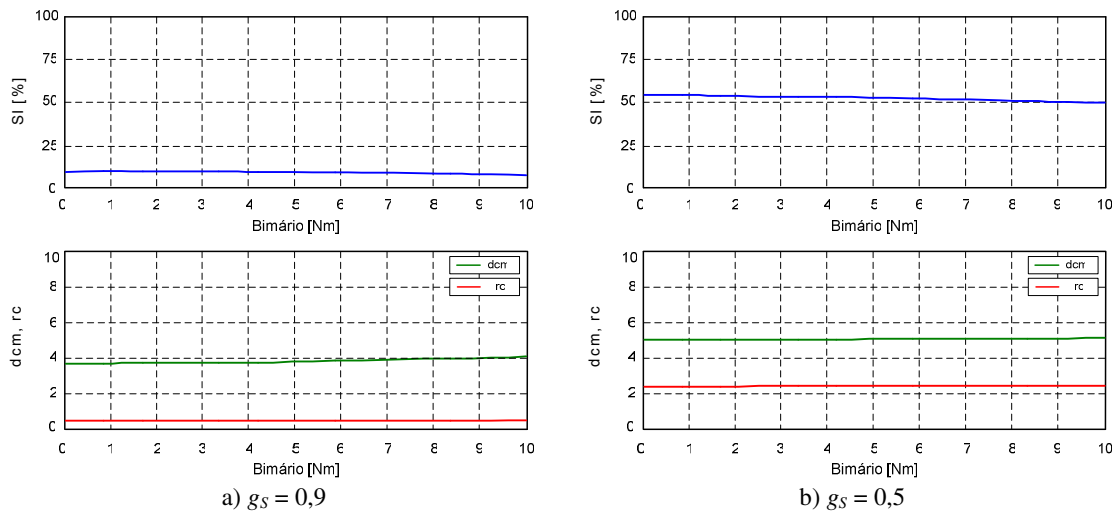 100
75
50
25
0
SI [%]
0 1 2 3 4 5 6 7 8 9 10
Bimário [Nm]
10
8
6
4
2
0
dcm, rc
dcm
rc
0 1 2 3 4 5 6 7 8 9 10
Bimário [Nm]
a) gS = 0,9
100
75
50
25
0
SI [%]
0 1 2 3 4 5 6 7 8 9 10
Bimário [Nm]
10
8
6
4
2
0
dcm, rc
dcm
rc
0 1 2 3 4 5 6 7 8 9 10
Bimário [Nm]
b) gS = 0,5